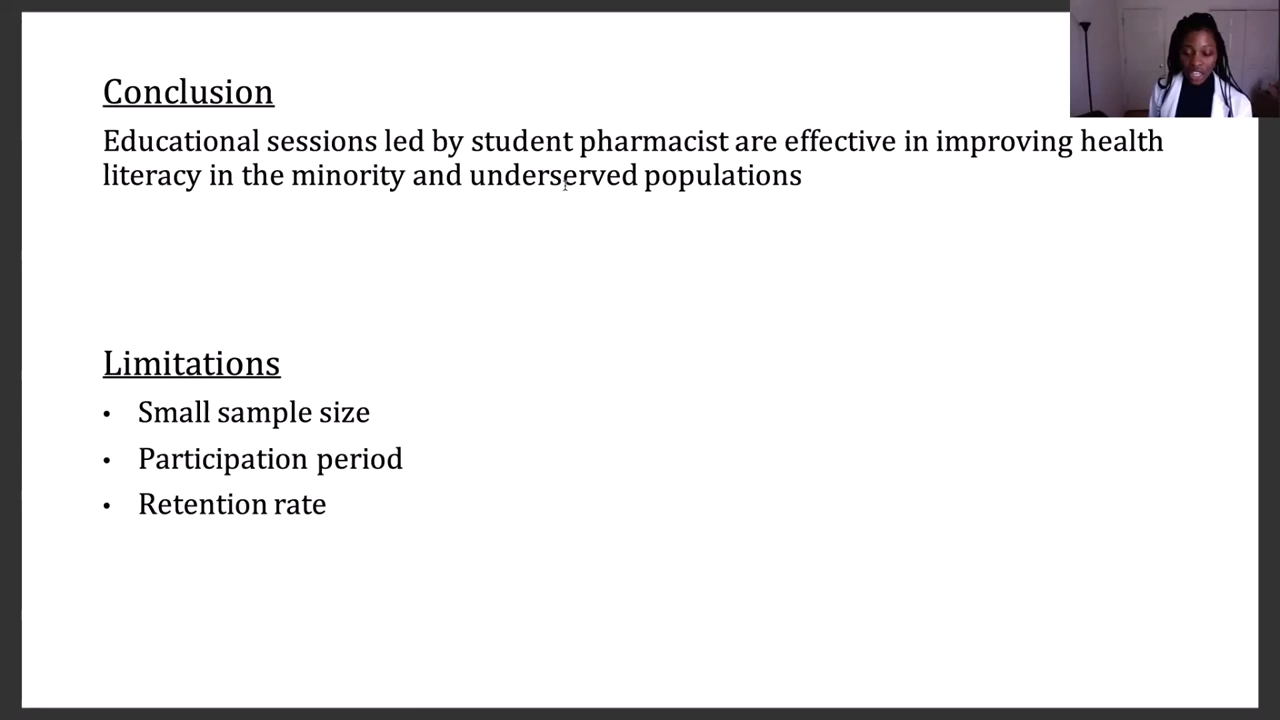 Conclusion
Educational sessions led by student pharmacist are effective in improving health
literacy in the minority and underserved populations
Limitations
• Small sample size
• Participation period
• Retention rate